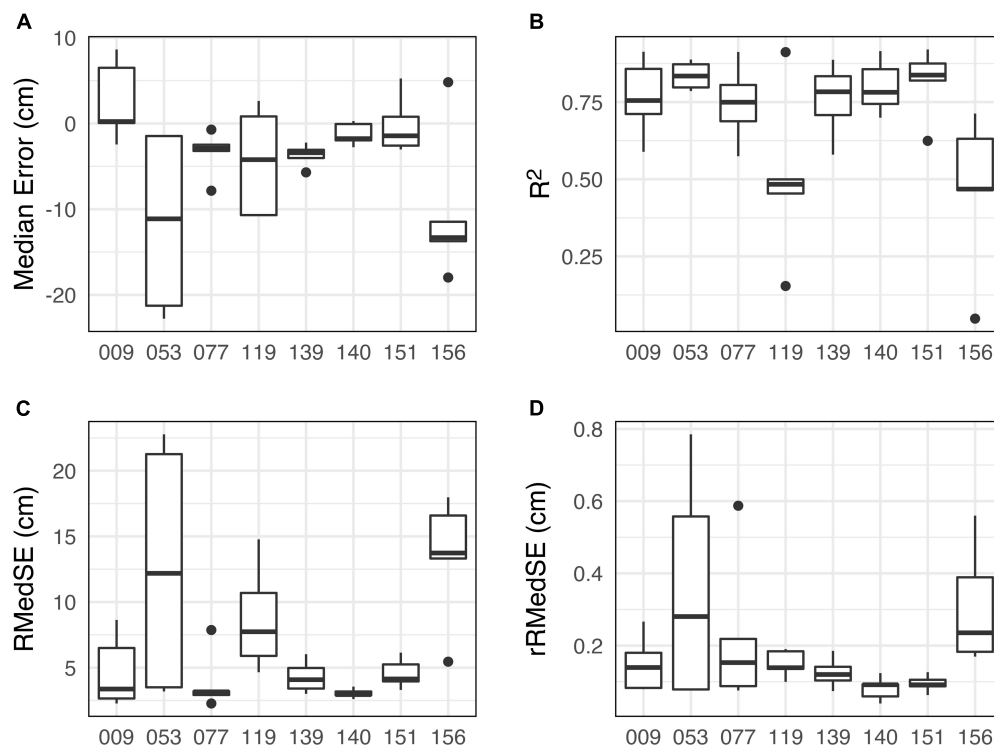 A
Median Error (cm)
10
0
-10
-20
009 053 077 119 139 140 151 156
B
R²
0.75
0.50
0.25
009 053 077 119 139 140 151 156
C
RMedSE (cm)
20
15
10
5
009 053 077 119 139 140 151 156
D
rRMedSE (cm)
0.8
0.6
0.4
0.2
009 053 077 119 139 140 151 156